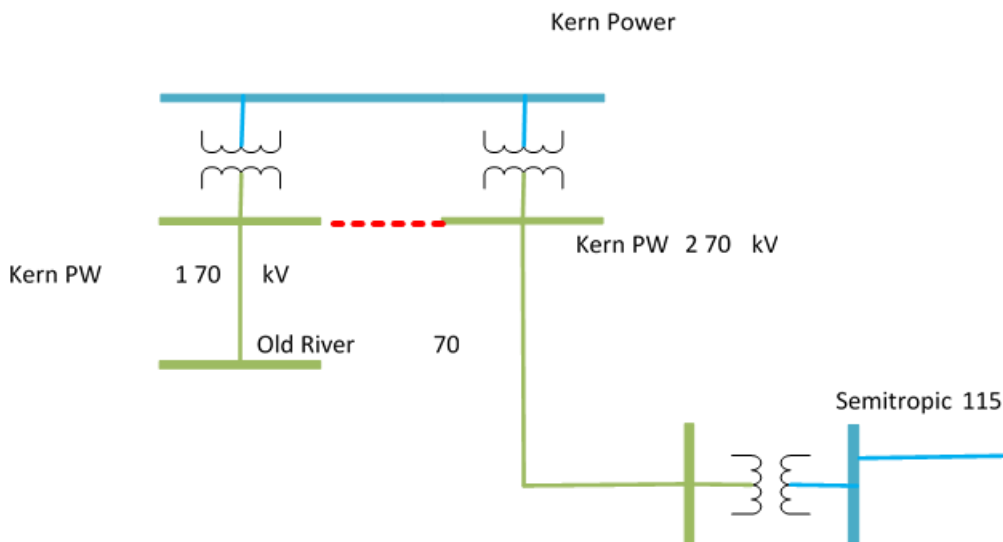 Kern Power
Kern PW 2 70 kV
Kern PW 1 70 kV
Old River 70
Semitropic 115